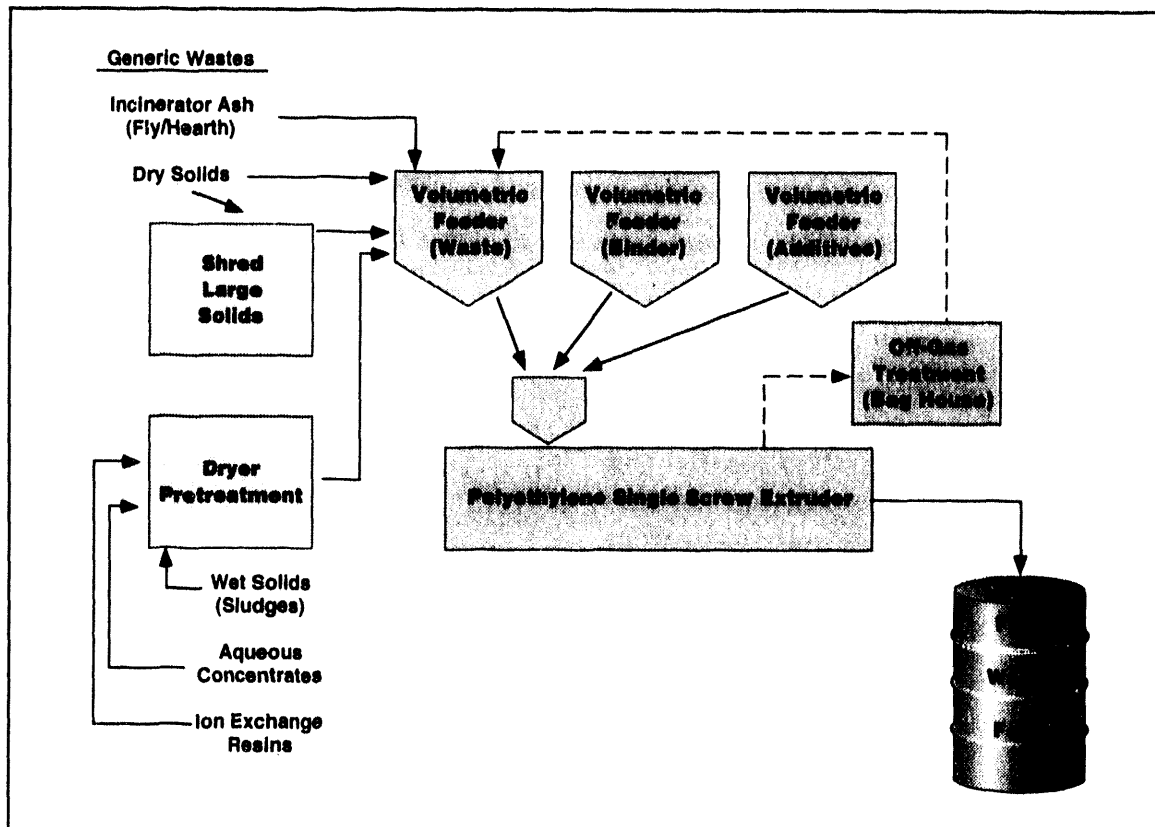 Generic Wastes
Incinerator Ash
(Fly/Hearth)
Dry Solids
Shred
Large
Solids
Volumetric
Feeder
(Waste)
Volumetric
Feeder
(Binder)
Volumetric
Feeder
(Additives)
Off-Gas
Treatment
(Bag House)
Dryer
Pretreatment
Polyethylene Single Screw Extruder
Wet Solids
(Sludges)
Aqueous
Concentrates
Ion Exchange
Resins